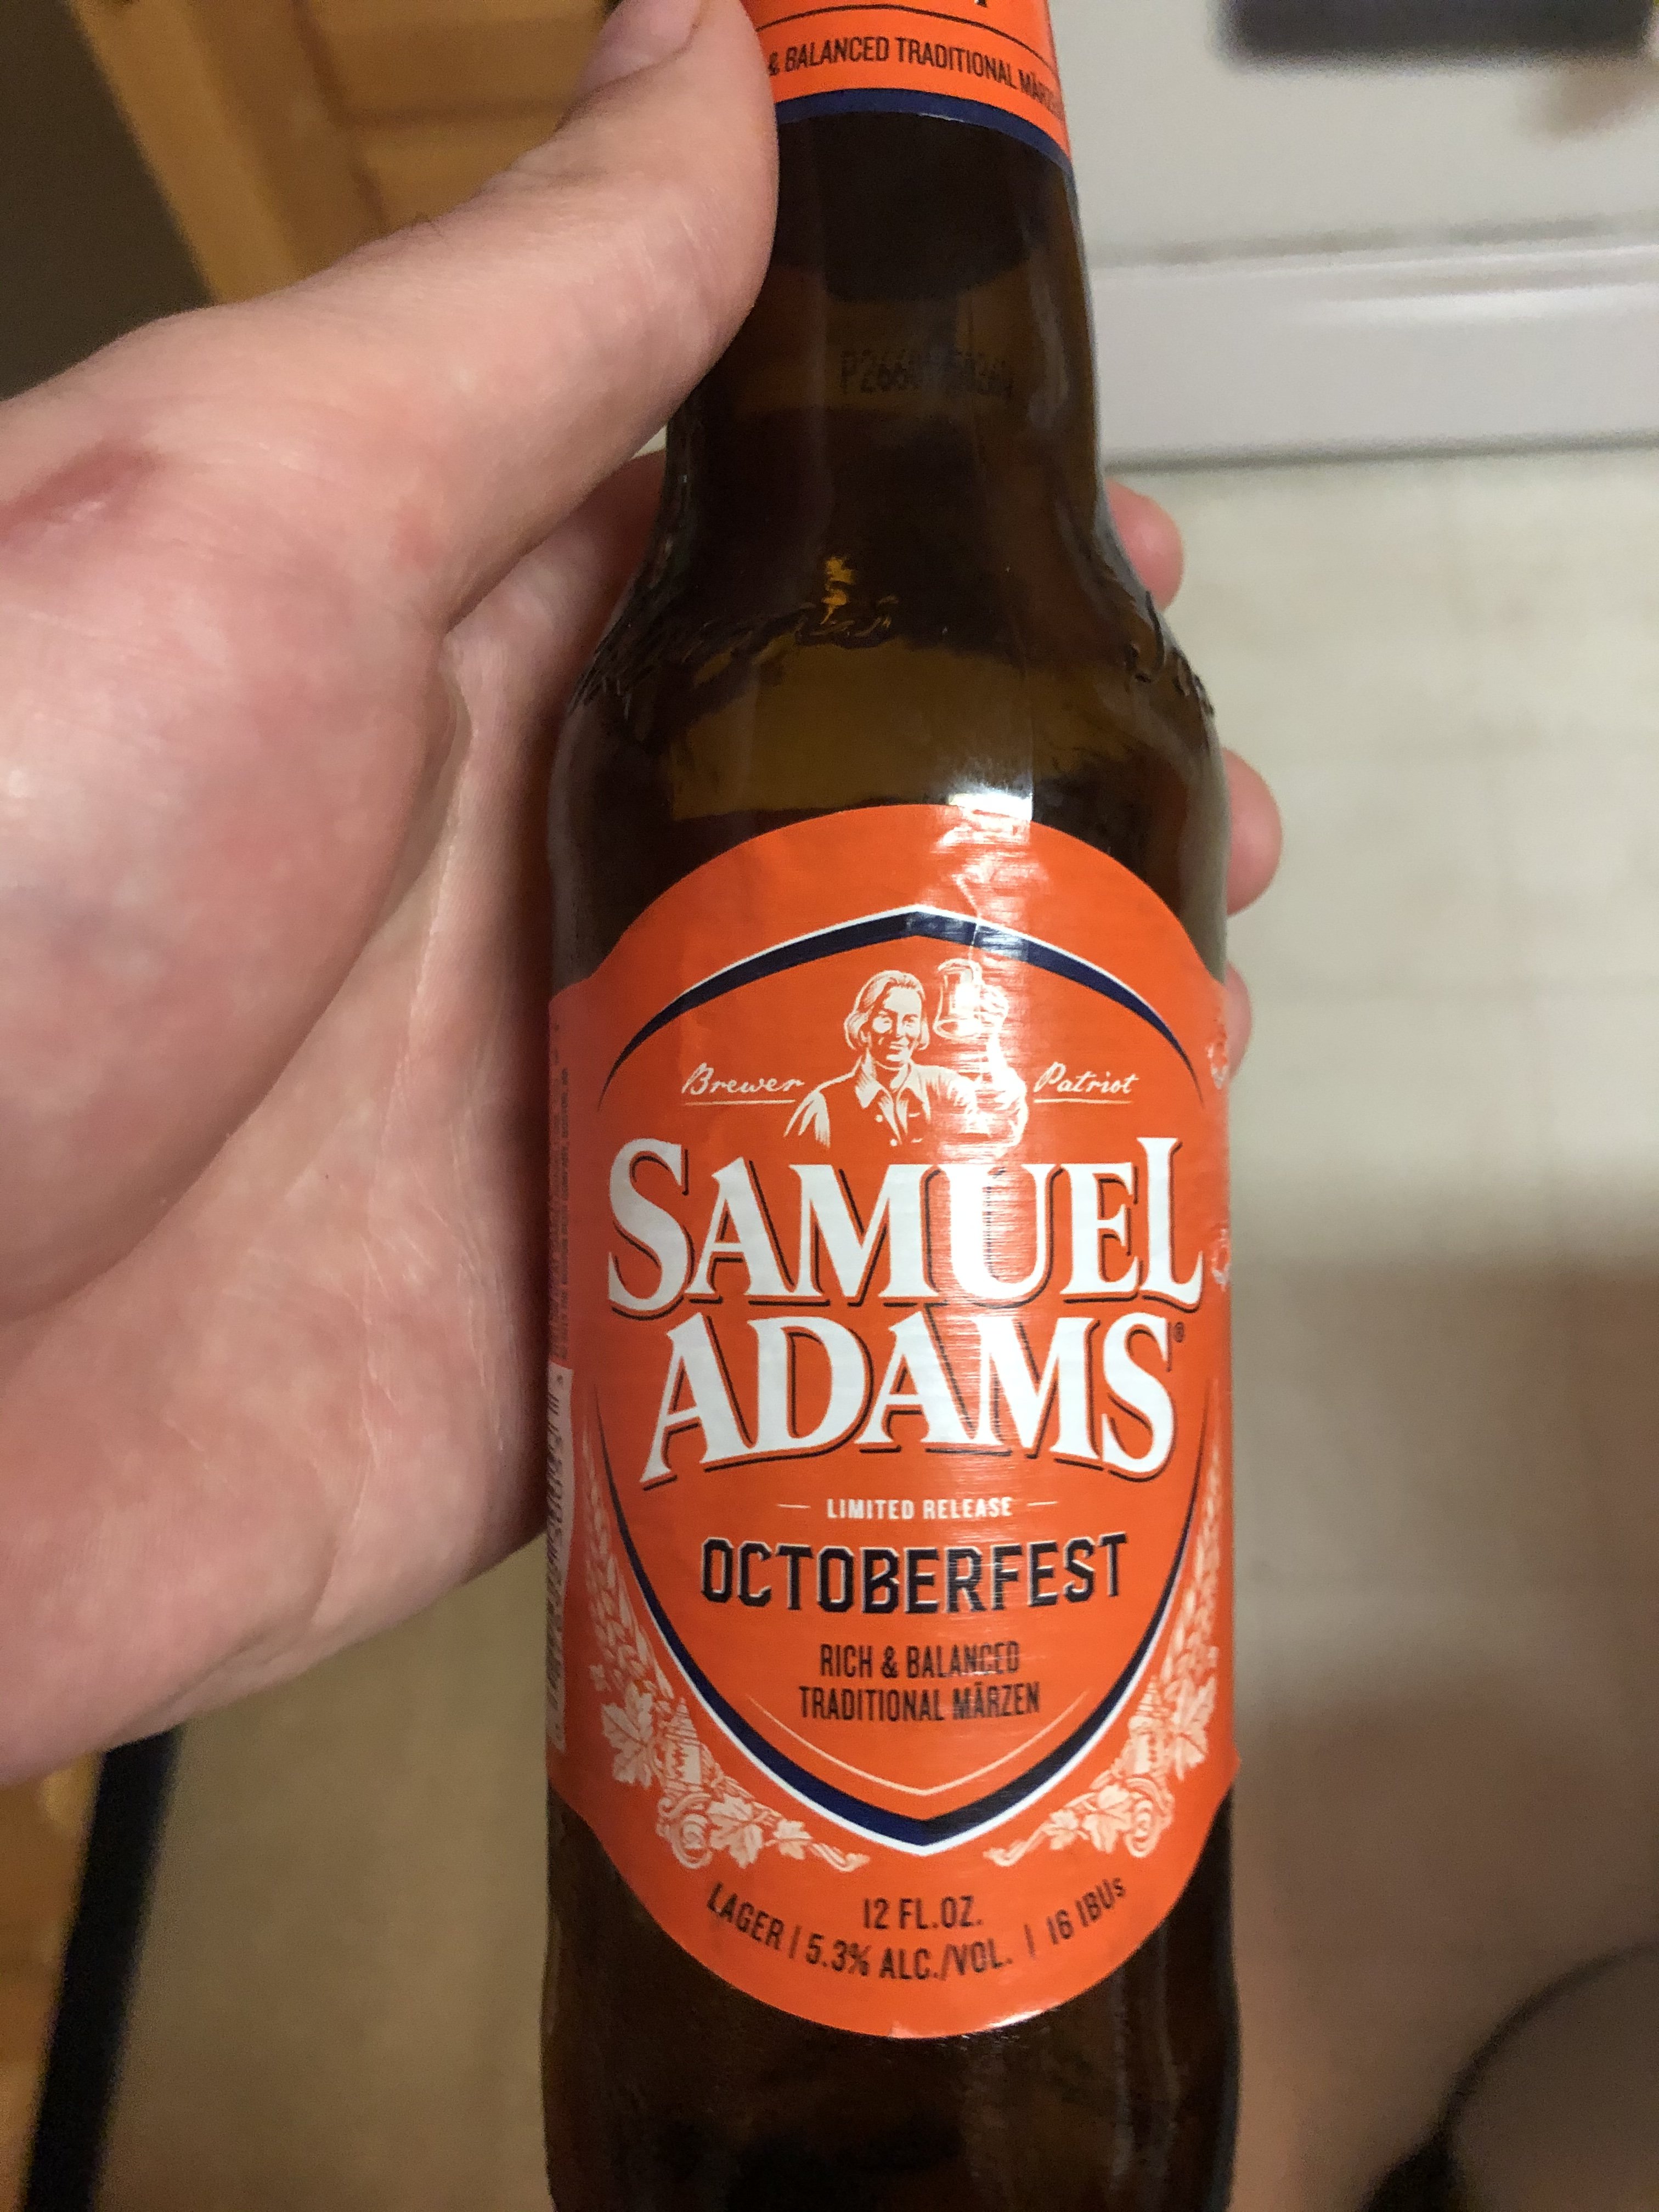 & BALANCED TRADITIONAL
Brewer Patriot
SAMUEL
ADAMS®
LIMITED RELEASE
OCTOBERFEST
RICH & BALANCED
TRADITIONAL MÄRZEN
12 FL.OZ.
LAGER | 5.3% ALC./VOL. | 16 IBUs